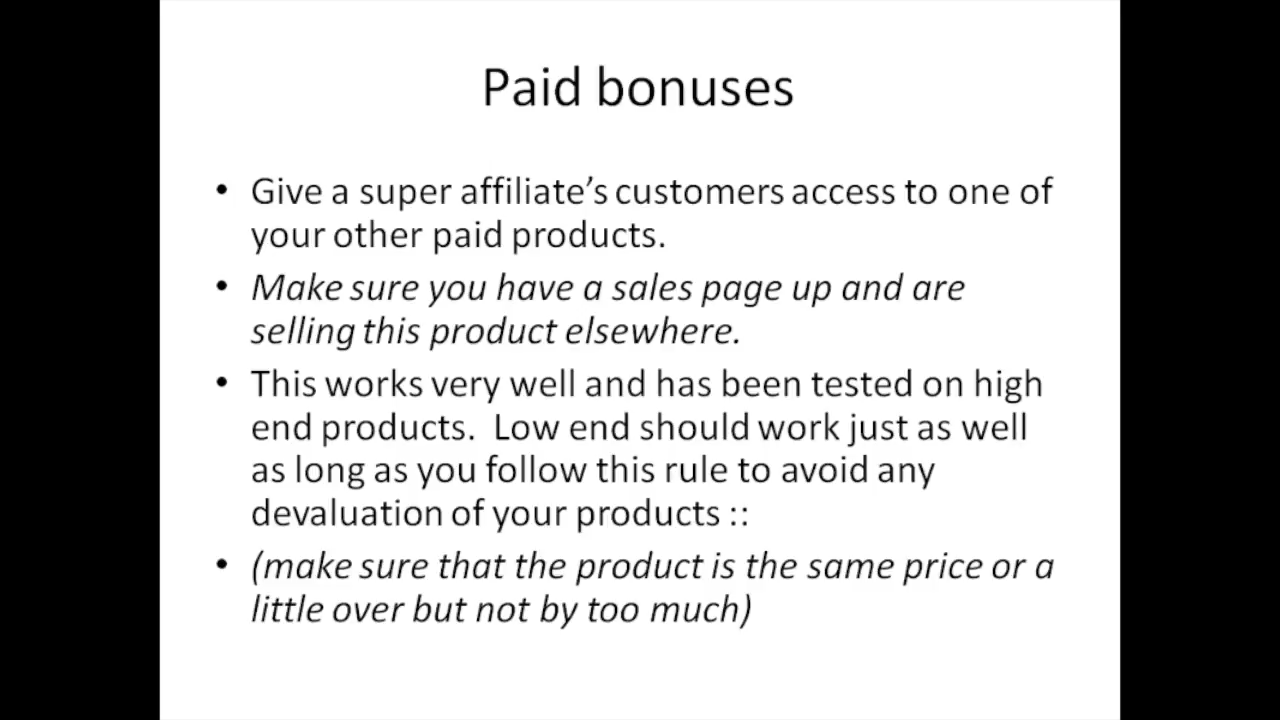 Paid bonuses
• Give a super affiliate’s customers access to one of
your other paid products.
• Make sure you have a sales page up and are
selling this product elsewhere.
• This works very well and has been tested on high
end products.  Low end should work just as well
as long as you follow this rule to avoid any
devaluation of your products ::
• (make sure that the product is the same price or a
little over but not by too much)